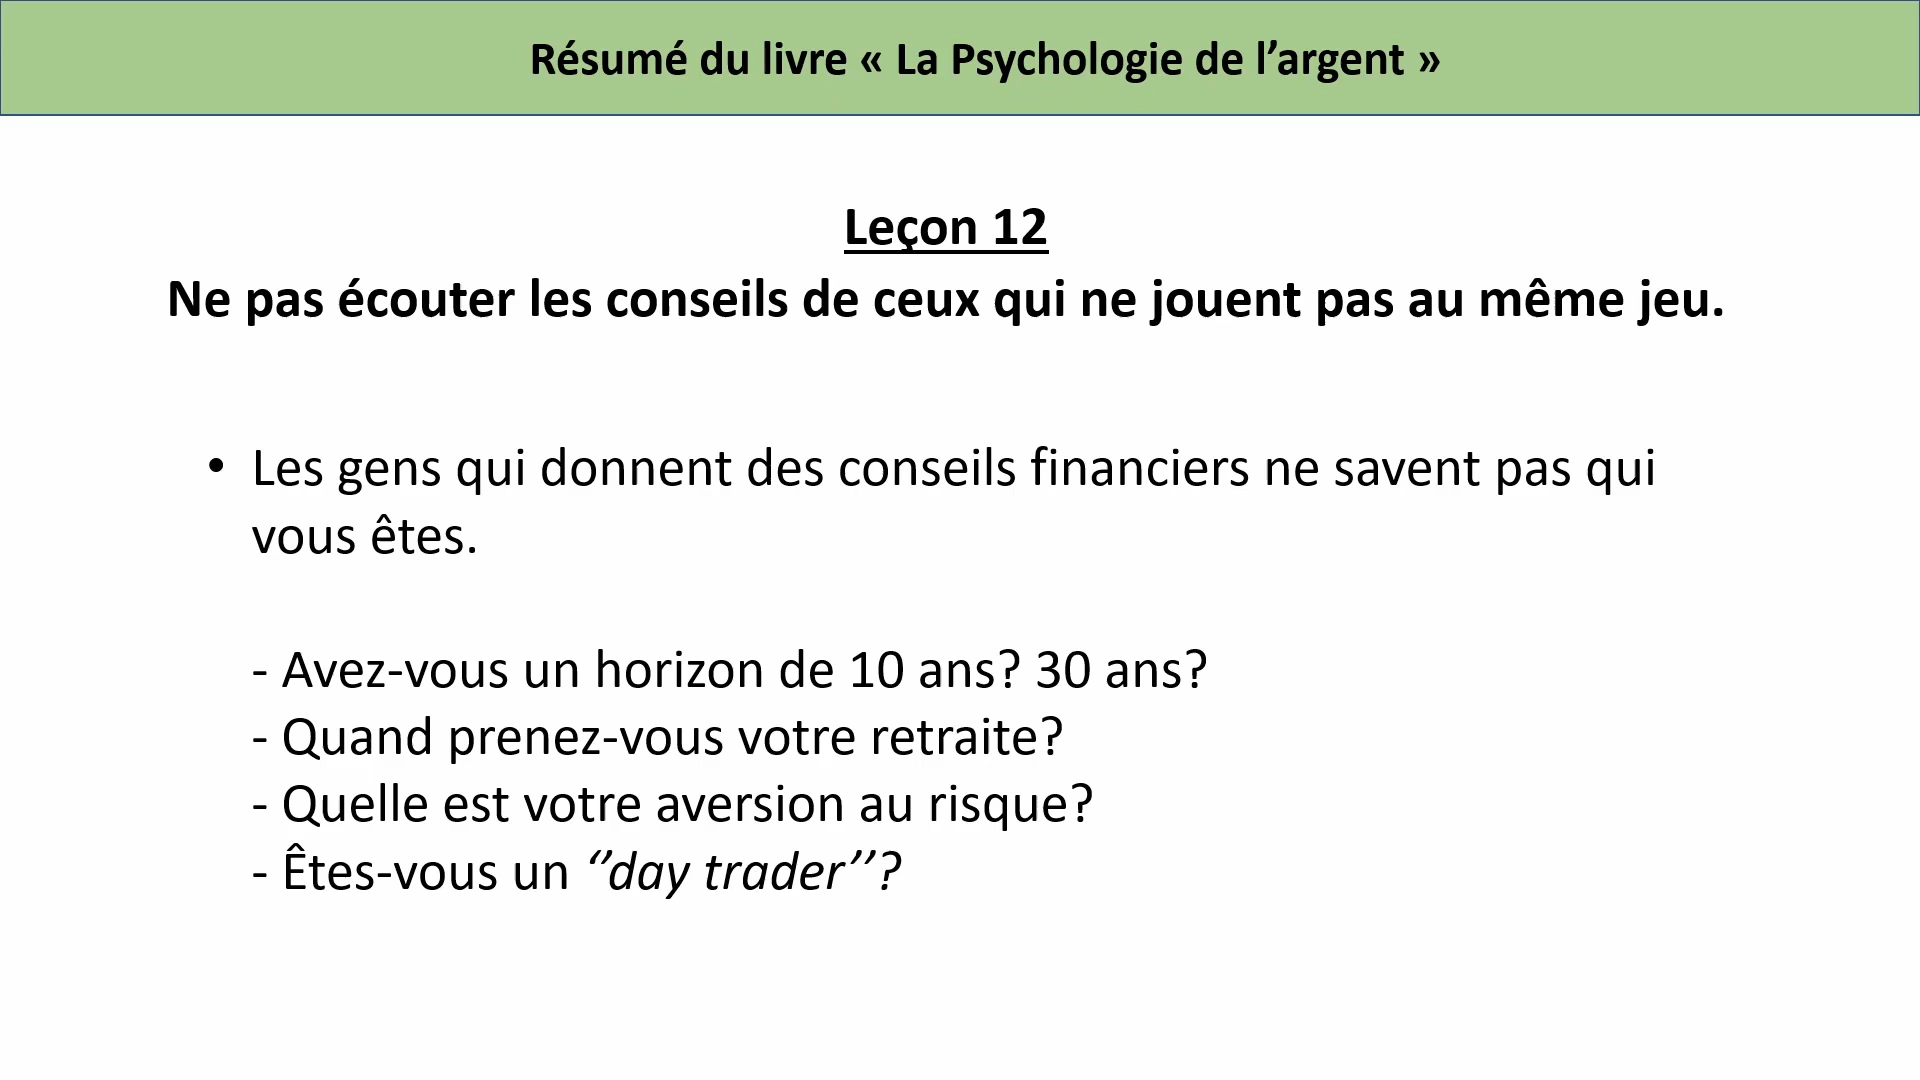 Résumé du livre « La Psychologie de l’argent »
Leçon 12
Ne pas écouter les conseils de ceux qui ne jouent pas au même jeu.
• Les gens qui donnent des conseils financiers ne savent pas qui
vous êtes.
- Avez-vous un horizon de 10 ans? 30 ans?
- Quand prenez-vous votre retraite?
- Quelle est votre aversion au risque?
- Êtes-vous un ‘’day trader’’?